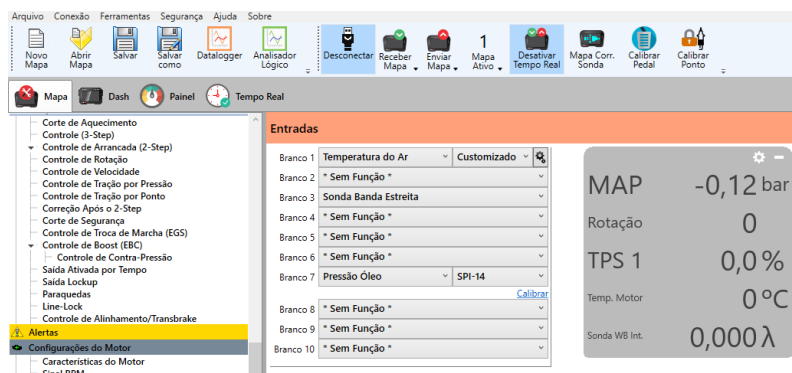 Arquivo Conexão Ferramentas Segurança Ajuda Sobre
Novo Mapa
Abrir Mapa
Salvar
Salvar como
Datalogger
Analisador Lógico
Desconectar
Receber Mapa
Enviar Mapa
1
Mapa Ativo
Desativar Tempo Real
Mapa Corr. Sonda
Calibrar Pedal
Calibrar Ponto
Mapa Dash Painel Tempo Real
Corte de Aquecimento
Controle (3-Step)
Controle de Arrancada (2-Step)
Controle de Rotação
Controle de Velocidade
Controle de Tração por Pressão
Controle de Tração por Ponto
Correção Após o 2-Step
Corte de Segurança
Controle de Troca de Marcha (EGS)
Controle de Boost (EBC)
Controle de Contra-Pressão
Saída Ativada por Tempo
Saída Lockup
Paraquedas
Line-Lock
Controle de Alinhamento/Transbrake
Alertas
Configurações do Motor
Características do Motor
Sinal RPM
Entradas
Branco 1 Temperatura do Ar Customizado
Branco 2 * Sem Função *
Branco 3 Sonda Banda Estreita
Branco 4 * Sem Função *
Branco 5 * Sem Função *
Branco 6 * Sem Função *
Branco 7 Pressão Óleo SPI-14
Calibrar
Branco 8 * Sem Função *
Branco 9 * Sem Função *
Branco 10 * Sem Função *
MAP -0,12 bar
Rotação 0
TPS 1 0,0 %
Temp. Motor 0 ºC
Sonda WB Int. 0,000 λ